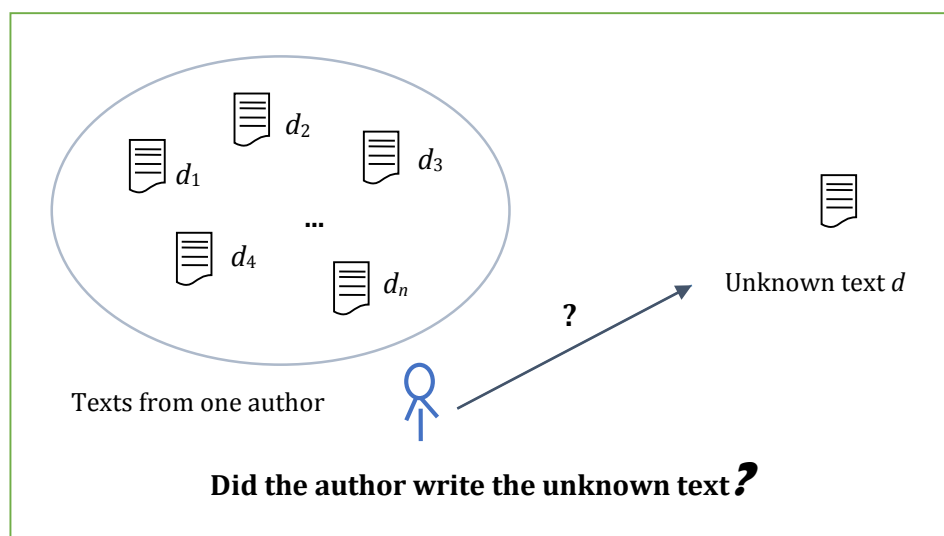 d₂
d₁
d₃
...
d₄
dₙ
Unknown text d
?
Texts from one author
Did the author write the unknown text?